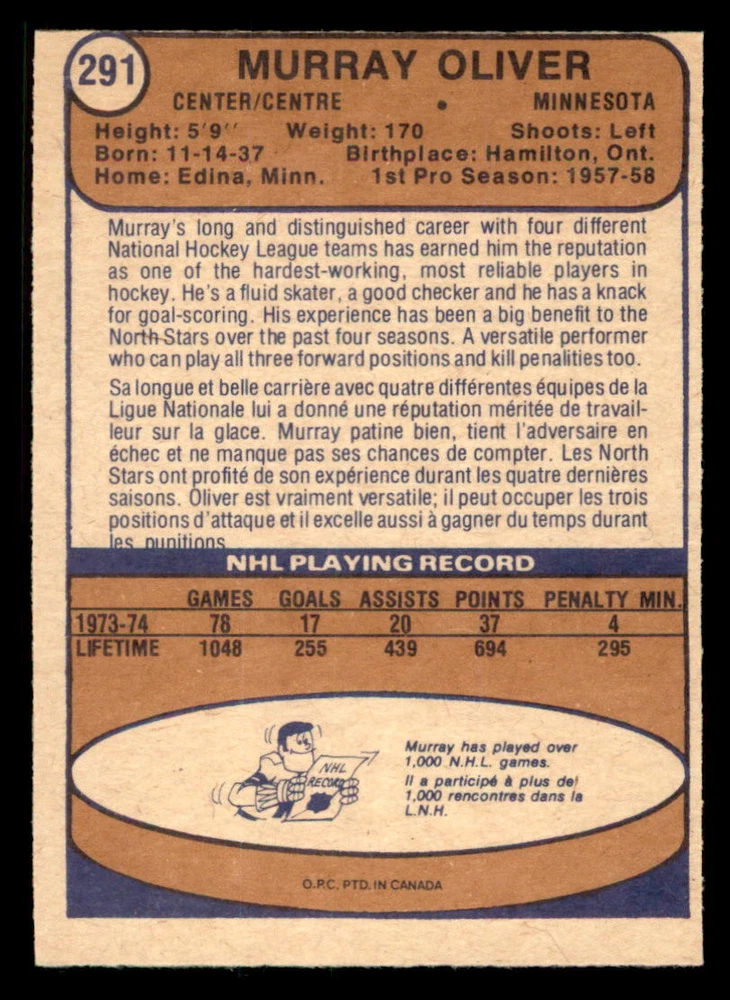 291
MURRAY OLIVER
CENTER/CENTRE • MINNESOTA
Height: 5'9'' Weight: 170 Shoots: Left
Born: 11-14-37 Birthplace: Hamilton, Ont.
Home: Edina, Minn. 1st Pro Season: 1957-58
Murray's long and distinguished career with four different
National Hockey League teams has earned him the reputation
as one of the hardest-working, most reliable players in
hockey. He's a fluid skater, a good checker and he has a knack
for goal-scoring. His experience has been a big benefit to the
North Stars over the past four seasons. A versatile performer
who can play all three forward positions and kill penalities too.
Sa longue et belle carrière avec quatre différentes équipes de la
Ligue Nationale lui a donné une réputation méritée de travail-
leur sur la glace. Murray patine bien, tient l'adversaire en
échec et ne manque pas ses chances de compter. Les North
Stars ont profité de son expérience durant les quatre dernières
saisons. Oliver est vraiment versatile; il peut occuper les trois
positions d'attaque et il excelle aussi à gagner du temps durant
les punitions
NHL PLAYING RECORD
GAMES GOALS ASSISTS POINTS PENALTY MIN.
1973-74 78 17 20 37 4
LIFETIME 1048 255 439 694 295
NHL
RECORD
Murray has played over
1,000 N.H.L. games.
Il a participé à plus de
1,000 rencontres dans la
L.N.H.
O.P.C. PTD. IN CANADA